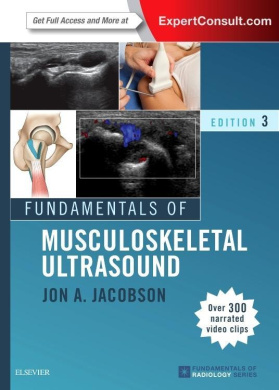 Get Full Access and More at
ExpertConsult.com
EDITION 3
FUNDAMENTALS OF
MUSCULOSKELETAL
ULTRASOUND
JON A. JACOBSON
Over 300
narrated
video clips
ELSEVIER
FUNDAMENTALS OF
RADIOLOGY SERIES